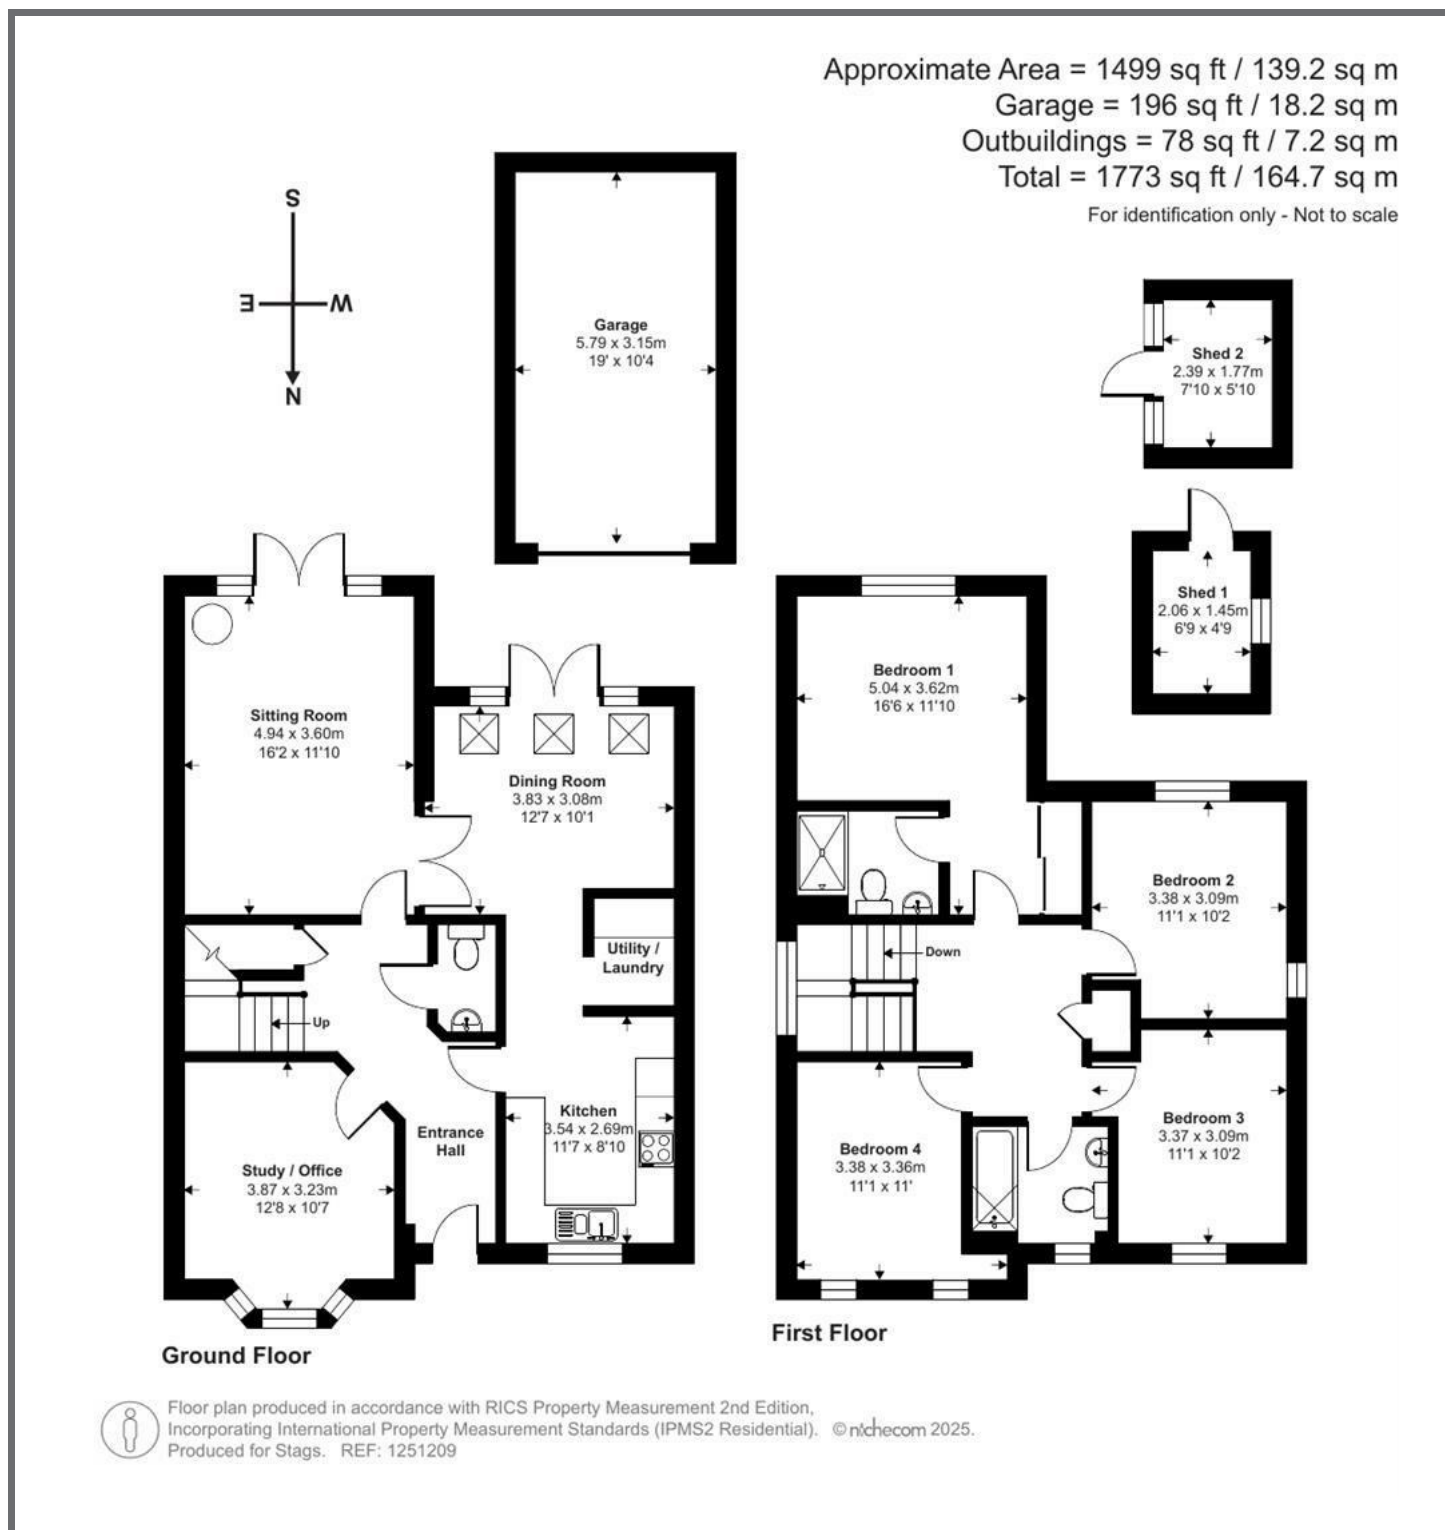 Approximate Area = 1499 sq ft / 139.2 sq m
Garage = 196 sq ft / 18.2 sq m
Outbuildings = 78 sq ft / 7.2 sq m
Total = 1773 sq ft / 164.7 sq m
For identification only - Not to scale
S
E
W
N
Garage
5.79 x 3.15m
19' x 10'4
Shed 2
2.39 x 1.77m
7'10 x 5'10
Shed 1
2.06 x 1.45m
6'9 x 4'9
Sitting Room
4.94 x 3.60m
16'2 x 11'10
Dining Room
3.83 x 3.08m
12'7 x 10'1
Utility /
Laundry
Up
Kitchen
3.54 x 2.69m
11'7 x 8'10
Entrance
Hall
Study / Office
3.87 x 3.23m
12'8 x 10'7
Ground Floor
Bedroom 1
5.04 x 3.62m
16'6 x 11'10
Bedroom 2
3.38 x 3.09m
11'1 x 10'2
Down
Bedroom 3
3.37 x 3.09m
11'1 x 10'2
Bedroom 4
3.38 x 3.36m
11'1 x 11'
First Floor
Floor plan produced in accordance with RICS Property Measurement 2nd Edition,
Incorporating International Property Measurement Standards (IPMS2 Residential). © nichecom 2025.
Produced for Stags. REF: 1251209